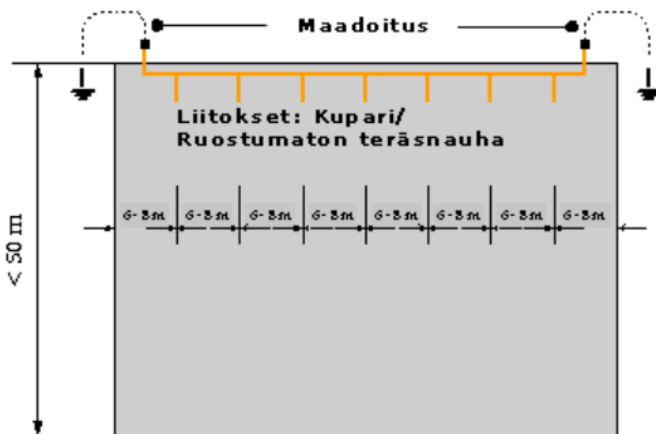 Maadoitus
Liitokset: Kupari/
Ruostumaton teräsnauha
6-8m 6-8m 6-8m 6-8m 6-8m 6-8m 6-8m 6-8m
< 50 m